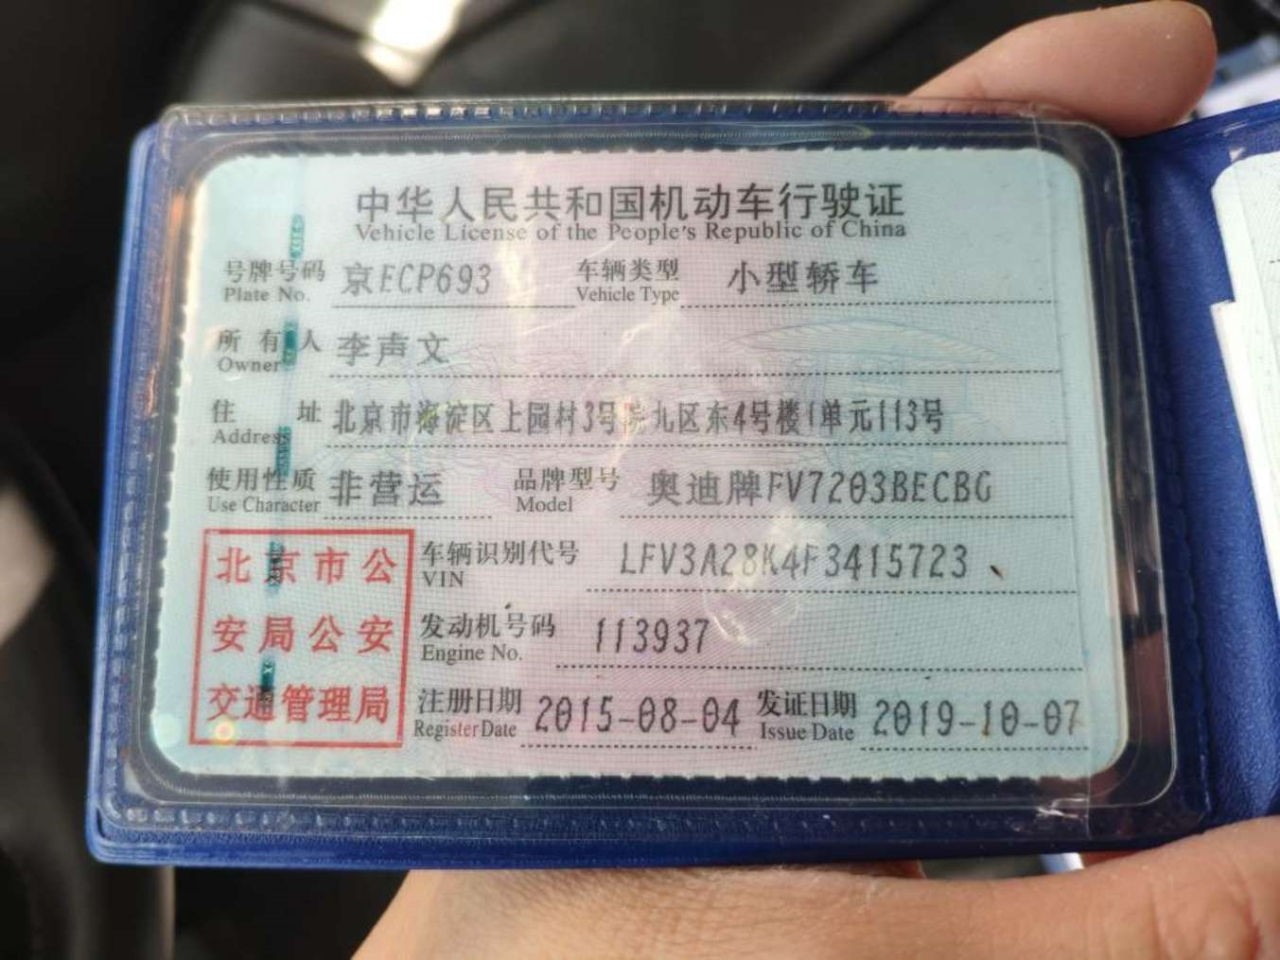 中华人民共和国机动车行驶证
Vehicle License of the People's Republic of China
号牌号码 京ECP693 车辆类型 小型轿车
Plate No. Vehicle Type
所有人 李声文
Owner
住址 北京市海淀区上园村3号院九区东4号楼1单元113号
Address
使用性质 非营运 品牌型号 奥迪牌FV7203BECBG
Use Character Model
北京市公
安局公安
交通管理局
车辆识别代号 LFV3A28K4F3415723
VIN
发动机号码 113937
Engine No.
注册日期 2015-08-04 发证日期 2019-10-07
Register Date Issue Date